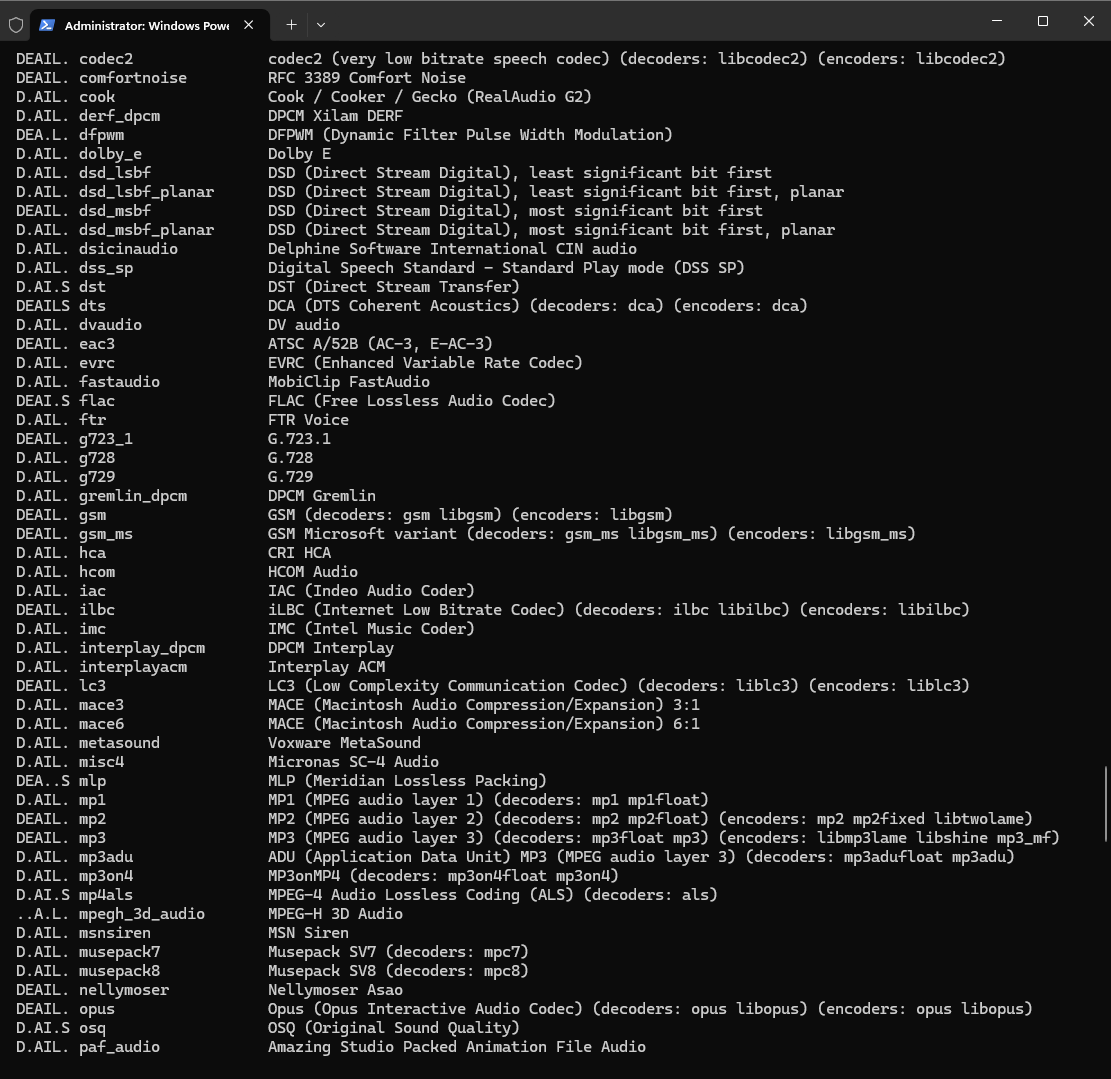 Administrator: Windows Powe
DEAIL. codec2 codec2 (very low bitrate speech codec) (decoders: libcodec2) (encoders: libcodec2)
DEAIL. comfortnoise RFC 3389 Comfort Noise
D.AIL. cook Cook / Cooker / Gecko (RealAudio G2)
D.AIL. derf_dpcm DPCM Xilam DERF
DEA.L. dfpwm DFPWM (Dynamic Filter Pulse Width Modulation)
D.AIL. dolby_e Dolby E
D.AIL. dsd_lsbf DSD (Direct Stream Digital), least significant bit first
D.AIL. dsd_lsbf_planar DSD (Direct Stream Digital), least significant bit first, planar
DEAIL. dsd_msbf DSD (Direct Stream Digital), most significant bit first
D.AIL. dsd_msbf_planar DSD (Direct Stream Digital), most significant bit first, planar
D.AIL. dsicinaudio Delphine Software International CIN audio
D.AIL. dss_sp Digital Speech Standard - Standard Play mode (DSS SP)
D.AI.S dst DST (Direct Stream Transfer)
DEAILS dts DCA (DTS Coherent Acoustics) (decoders: dca) (encoders: dca)
D.AIL. dvaudio DV audio
DEAIL. eac3 ATSC A/52B (AC-3, E-AC-3)
D.AIL. evrc EVRC (Enhanced Variable Rate Codec)
D.AIL. fastaudio MobiClip FastAudio
DEAI.S flac FLAC (Free Lossless Audio Codec)
D.AIL. ftr FTR Voice
DEAIL. g723_1 G.723.1
D.AIL. g728 G.728
D.AIL. g729 G.729
D.AIL. gremlin_dpcm DPCM Gremlin
DEAIL. gsm GSM (decoders: gsm libgsm) (encoders: libgsm)
DEAIL. gsm_ms GSM Microsoft variant (decoders: gsm_ms libgsm_ms) (encoders: libgsm_ms)
D.AIL. hca CRI HCA
D.AIL. hcom HCOM Audio
D.AIL. iac IAC (Indeo Audio Coder)
DEAIL. ilbc iLBC (Internet Low Bitrate Codec) (decoders: ilbc libilbc) (encoders: libilbc)
D.AIL. imc IMC (Intel Music Coder)
D.AIL. interplay_dpcm DPCM Interplay
D.AIL. interplayacm Interplay ACM
DEAIL. lc3 LC3 (Low Complexity Communication Codec) (decoders: liblc3) (encoders: liblc3)
D.AIL. mace3 MACE (Macintosh Audio Compression/Expansion) 3:1
D.AIL. mace6 MACE (Macintosh Audio Compression/Expansion) 6:1
D.AIL. metasound Voxware MetaSound
D.AIL. misc4 Micronas SC-4 Audio
DEA..S mlp MLP (Meridian Lossless Packing)
D.AIL. mp1 MP1 (MPEG audio layer 1) (decoders: mp1 mp1float)
DEAIL. mp2 MP2 (MPEG audio layer 2) (decoders: mp2 mp2float) (encoders: mp2 mp2fixed libtwolame)
DEAIL. mp3 MP3 (MPEG audio layer 3) (decoders: mp3float mp3) (encoders: libmp3lame libshine mp3_mf)
D.AIL. mp3adu ADU (Application Data Unit) MP3 (MPEG audio layer 3) (decoders: mp3adufloat mp3adu)
D.AIL. mp3on4 MP3onMP4 (decoders: mp3on4float mp3on4)
D.AI.S mp4als MPEG-4 Audio Lossless Coding (ALS) (decoders: als)
..A.L. mpegh_3d_audio MPEG-H 3D Audio
D.AIL. msnsiren MSN Siren
D.AIL. musepack7 Musepack SV7 (decoders: mpc7)
D.AIL. musepack8 Musepack SV8 (decoders: mpc8)
DEAIL. nellymoser Nellymoser Asao
DEAIL. opus Opus (Opus Interactive Audio Codec) (decoders: opus libopus) (encoders: opus libopus)
D.AI.S osq OSQ (Original Sound Quality)
D.AIL. paf_audio Amazing Studio Packed Animation File Audio